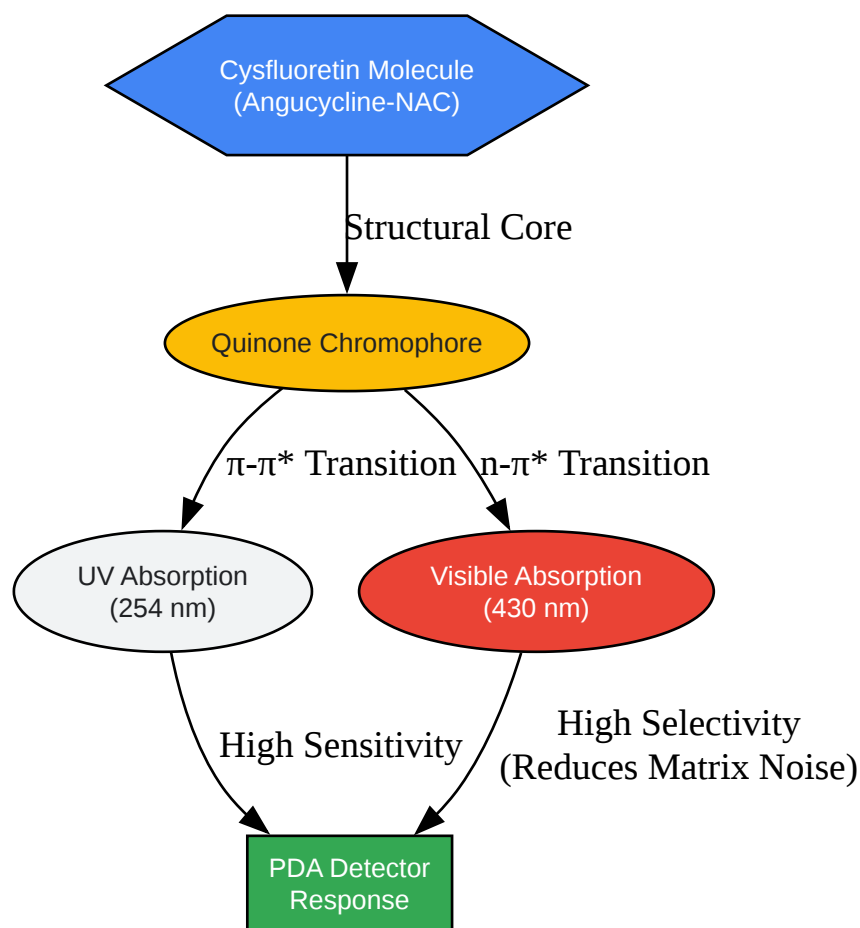 Cysfluoretin Molecule
(Angucycline-NAC)
Structural Core
Quinone Chromophore
π-π* Transition
n-π* Transition
UV Absorption
(254 nm)
Visible Absorption
(430 nm)
High Sensitivity
High Selectivity
(Reduces Matrix Noise)
PDA Detector
Response